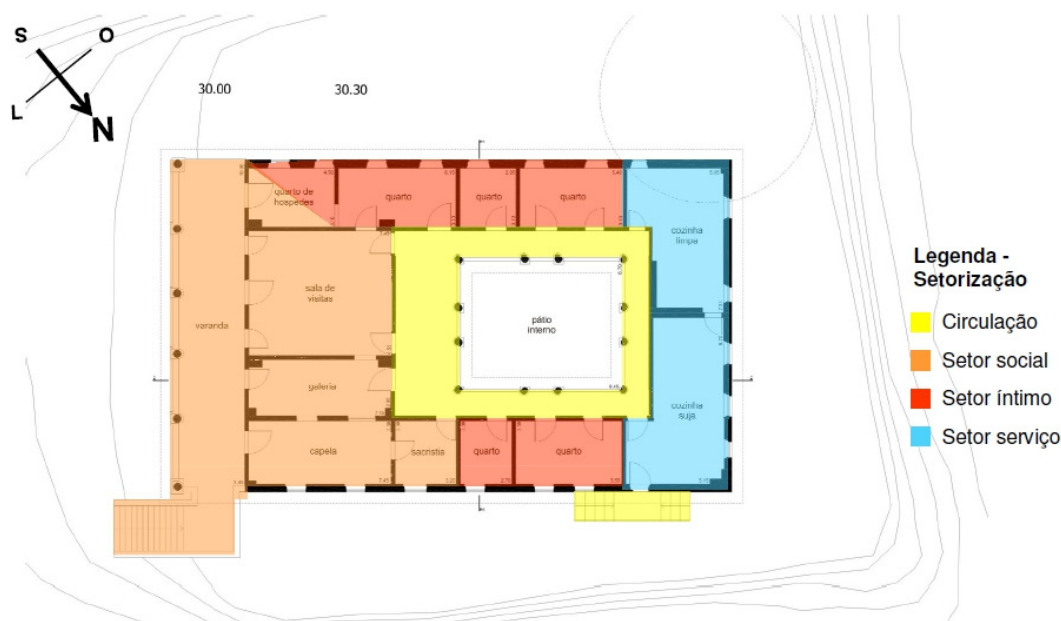 S
O
L
N
30.00
30.30
quarto de
hospedes
quarto
quarto
quarto
cozinha
limpa
sala de
visitas
varanda
pátio
interno
galeria
cozinha
suja
capela
sacristia
quarto
quarto
Legenda -
Setorização
Circulação
Setor social
Setor íntimo
Setor serviço